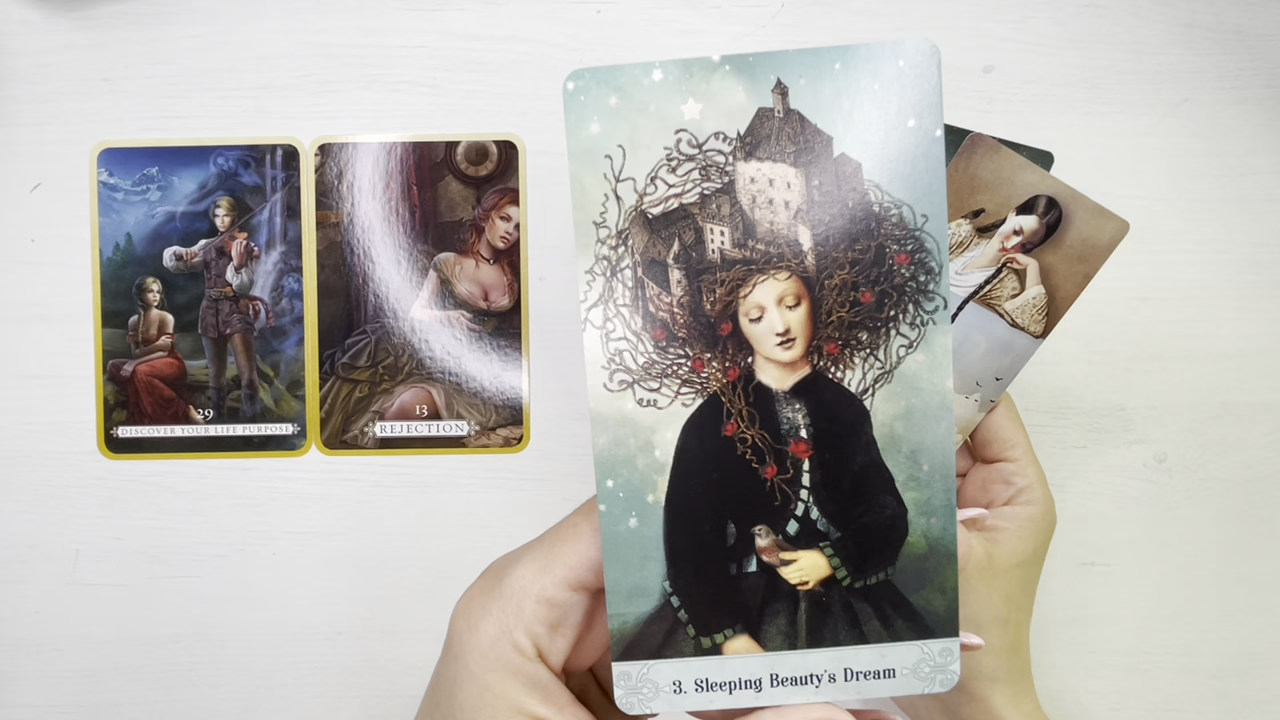 29
DISCOVER YOUR LIFE PURPOSE
13
REJECTION
3. Sleeping Beauty's Dream